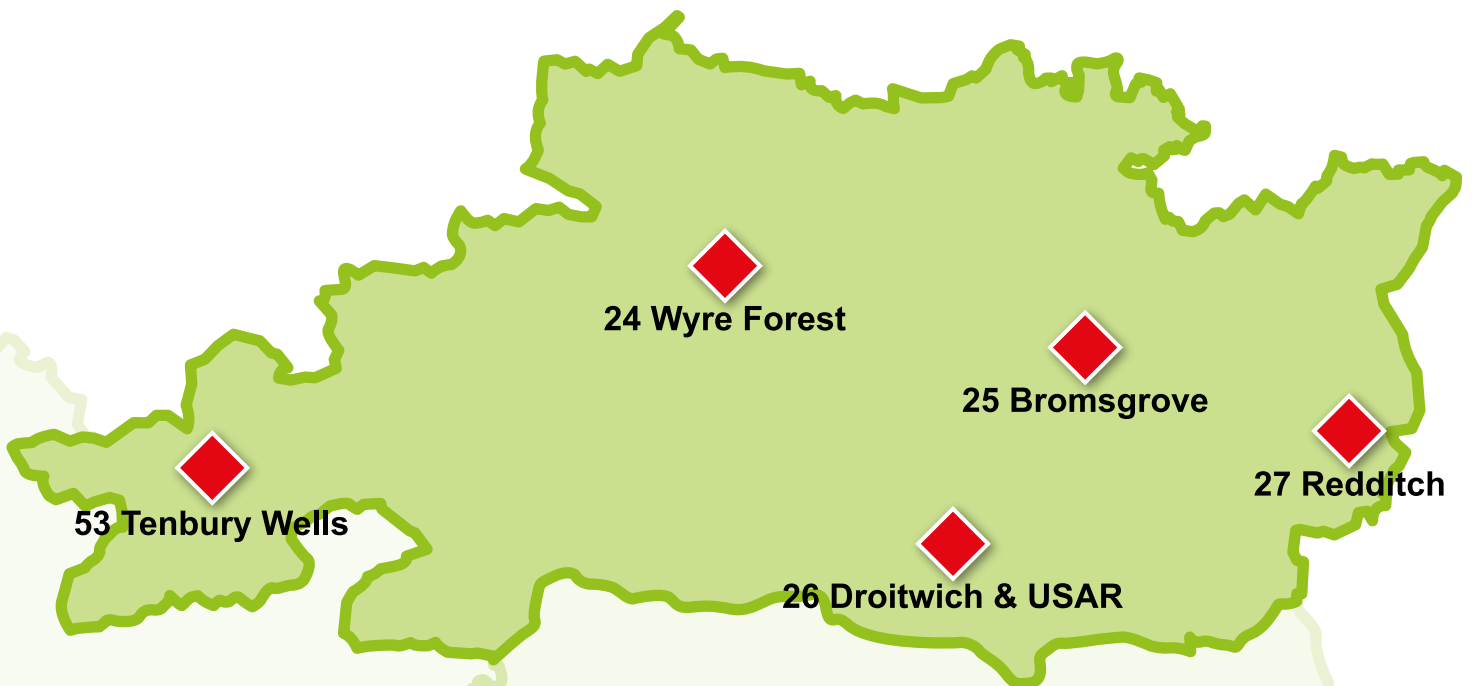 24 Wyre Forest
25 Bromsgrove
27 Redditch
53 Tenbury Wells
26 Droitwich & USAR